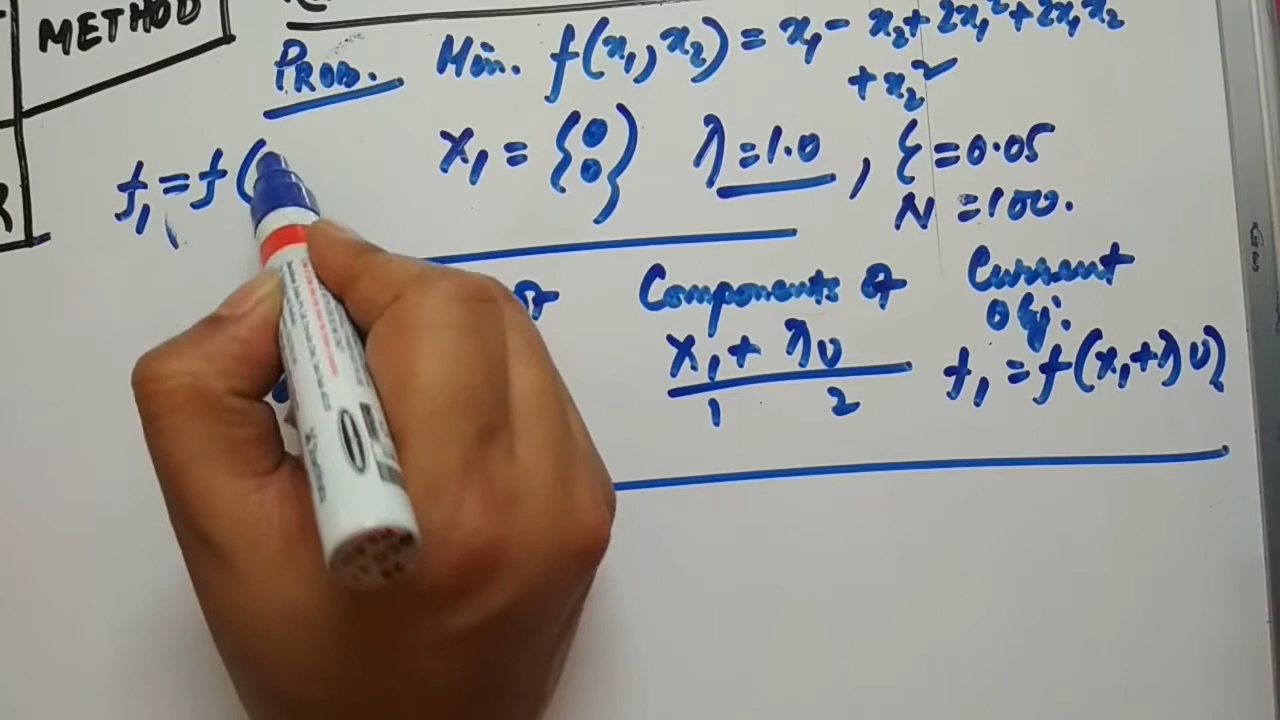 METHOD
PROB. Min. f(x₁, x₂) = x₁ - x₂ + 2x₁² + 2x₁x₂
+ x₂²
f₁ = f(
X₁ = {0 0} λ = 1.0, ξ = 0.05
N = 100.
of Components of Current
Obj.
X₁ + λu f₁ = f(x₁+λu)
1 2